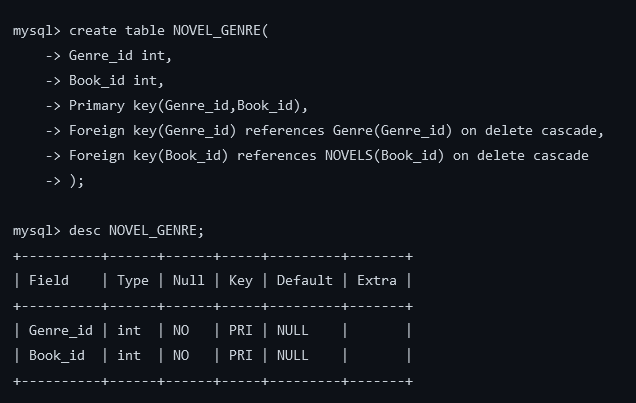 mysql> create table NOVEL_GENRE(
    -> Genre_id int,
    -> Book_id int,
    -> Primary key(Genre_id,Book_id),
    -> Foreign key(Genre_id) references Genre(Genre_id) on delete cascade,
    -> Foreign key(Book_id) references NOVELS(Book_id) on delete cascade
    -> );

mysql> desc NOVEL_GENRE;
+----------+------+------+-----+---------+-------+
| Field    | Type | Null | Key | Default | Extra |
+----------+------+------+-----+---------+-------+
| Genre_id | int  | NO   | PRI | NULL    |       |
| Book_id  | int  | NO   | PRI | NULL    |       |
+----------+------+------+-----+---------+-------+